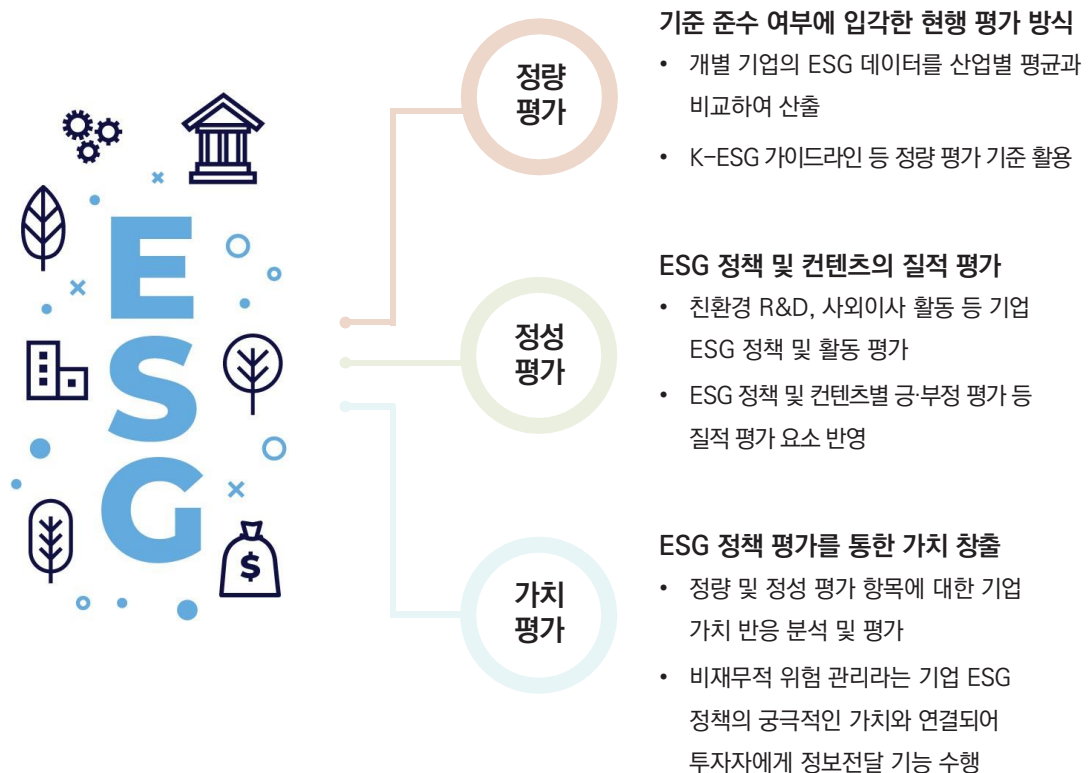 E
S
G
$
정량
평가
기준 준수 여부에 입각한 현행 평가 방식
• 개별 기업의 ESG 데이터를 산업별 평균과
비교하여 산출
• K-ESG 가이드라인 등 정량 평가 기준 활용
정성
평가
ESG 정책 및 컨텐츠의 질적 평가
• 친환경 R&D, 사외이사 활동 등 기업
ESG 정책 및 활동 평가
• ESG 정책 및 컨텐츠별 긍·부정 평가 등
질적 평가 요소 반영
가치
평가
ESG 정책 평가를 통한 가치 창출
• 정량 및 정성 평가 항목에 대한 기업
가치 반응 분석 및 평가
• 비재무적 위험 관리라는 기업 ESG
정책의 궁극적인 가치와 연결되어
투자자에게 정보전달 기능 수행